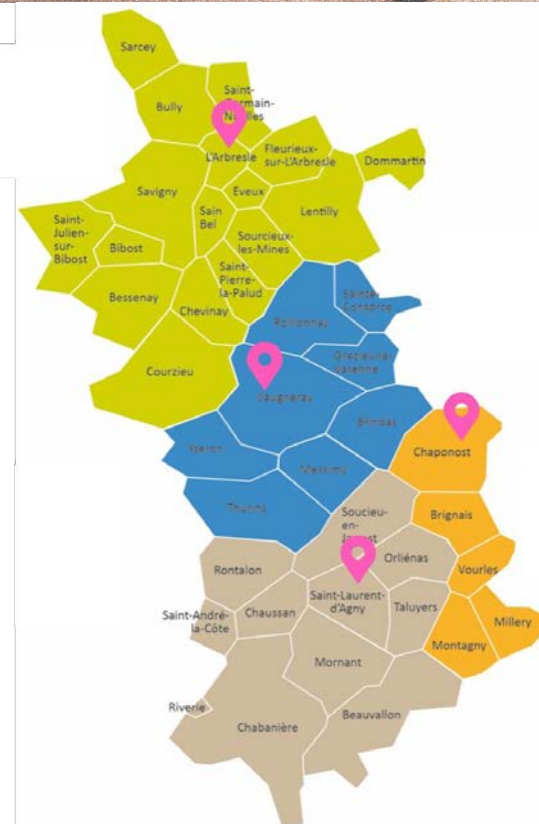 Sarcey
Bully
Saint-
Germain-
Nuelles
L'Arbresle
Fleurieux-
sur-L'Arbresle
Dommartin
Savigny
Eveux
Sain
Bel
Lentilly
Saint-
Julien-
sur-
Bibost
Bibost
Sourcieux-
les-Mines
Saint-
Pierre-
la-Palud
Bessenay
Chevinay
Sainte-
Consorce
Pollionnay
Courzieu
Vaugneray
Brindas
Yzeron
Messimy
Thurins
Chaponost
Brignais
Soucieu-
en-
Jarrest
Orliénas
Vourles
Rontalon
Saint-Laurent-
d'Agny
Taluyers
Millery
Saint-André-
la-Côte
Chaussan
Montagny
Mornant
Riverie
Beauvallon
Chabanière